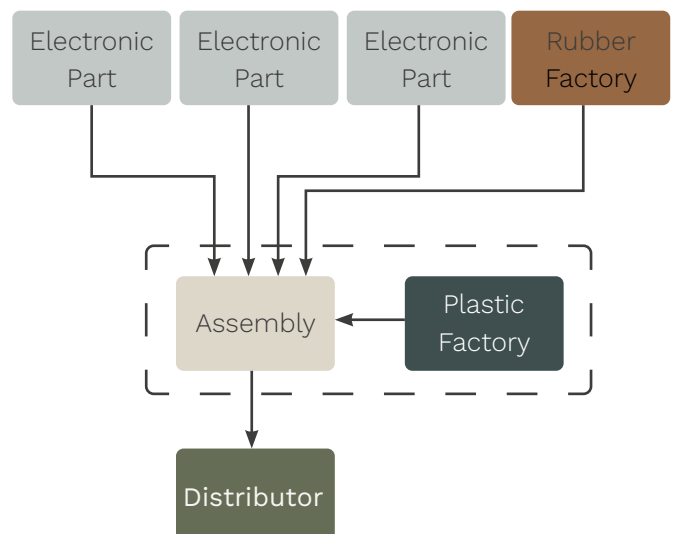 Electronic
Part
Electronic
Part
Electronic
Part
Rubber
Factory
Assembly
Plastic
Factory
Distributor